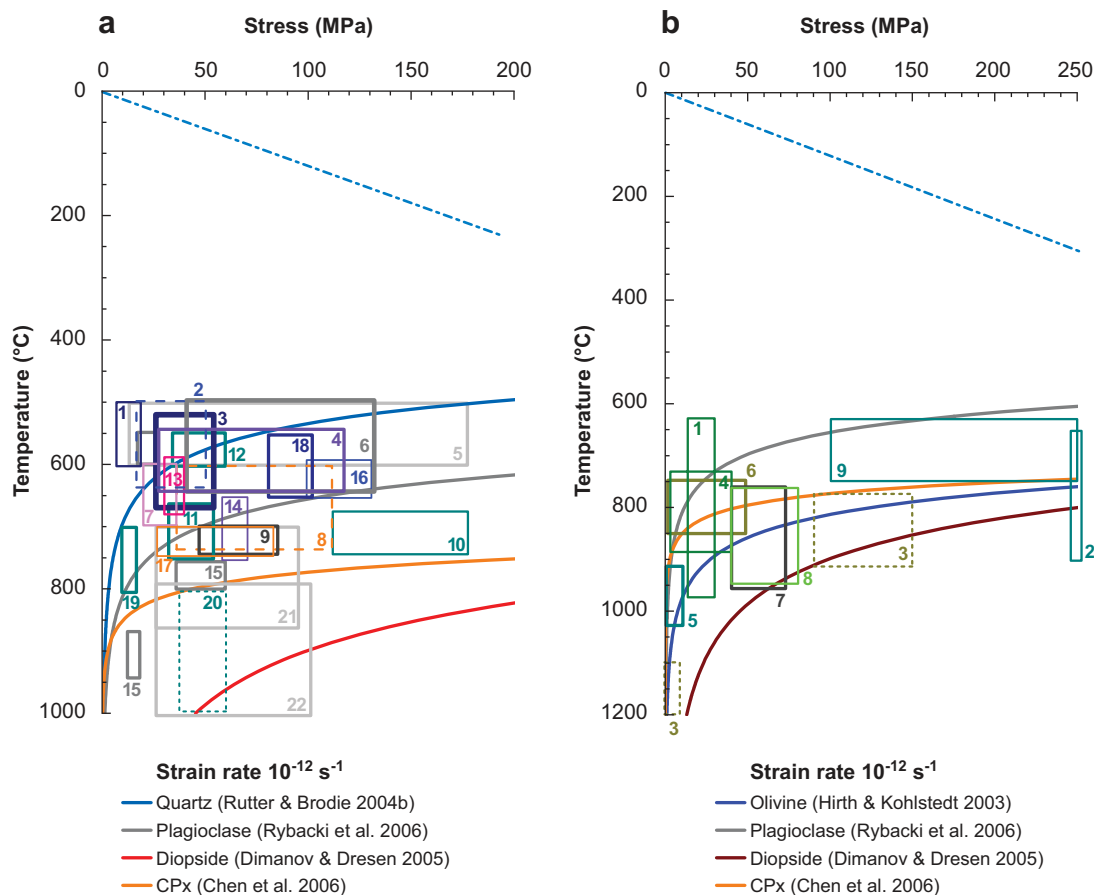 a
Stress (MPa)
0 50 100 150 200
0
200
400
600
800
1000
Temperature (°C)
1
2
3
4
5
6
7
8
9
10
11
12
13
14
15
15
16
17
18
19
20
21
22
Strain rate 10⁻¹² s⁻¹
Quartz (Rutter & Brodie 2004b)
Plagioclase (Rybacki et al. 2006)
Diopside (Dimanov & Dresen 2005)
CPx (Chen et al. 2006)
b
Stress (MPa)
0 50 100 150 200 250
0
200
400
600
800
1000
1200
Temperature (°C)
1
2
3
3
4
5
6
7
8
9
Strain rate 10⁻¹² s⁻¹
Olivine (Hirth & Kohlstedt 2003)
Plagioclase (Rybacki et al. 2006)
Diopside (Dimanov & Dresen 2005)
CPx (Chen et al. 2006)